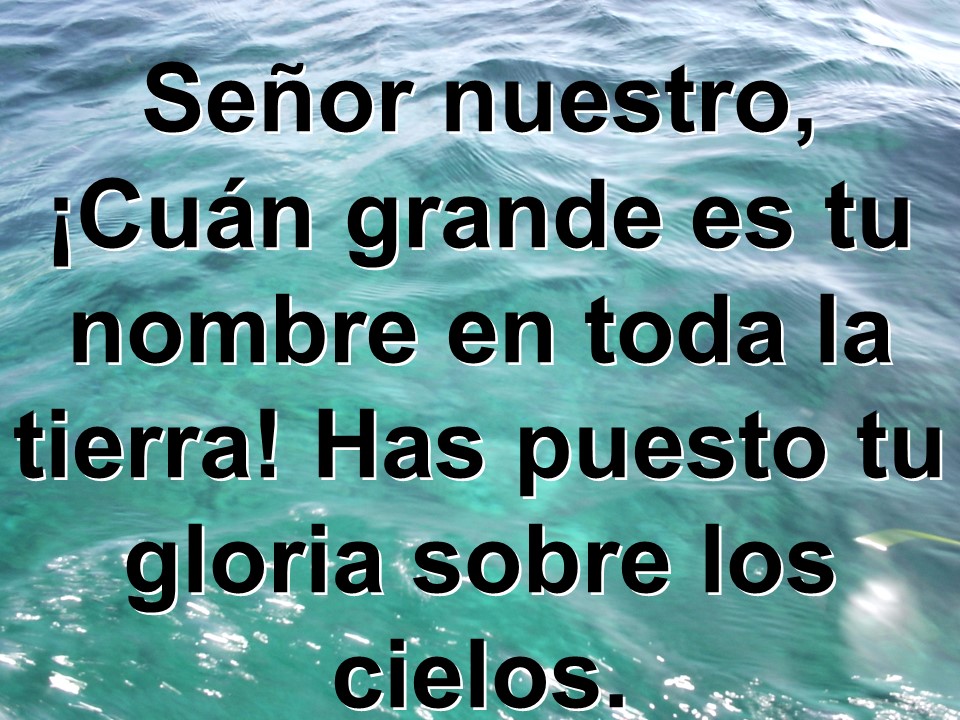 Señor nuestro,
¡Cuán grande es tu
nombre en toda la
tierra! Has puesto tu
gloria sobre los
cielos.